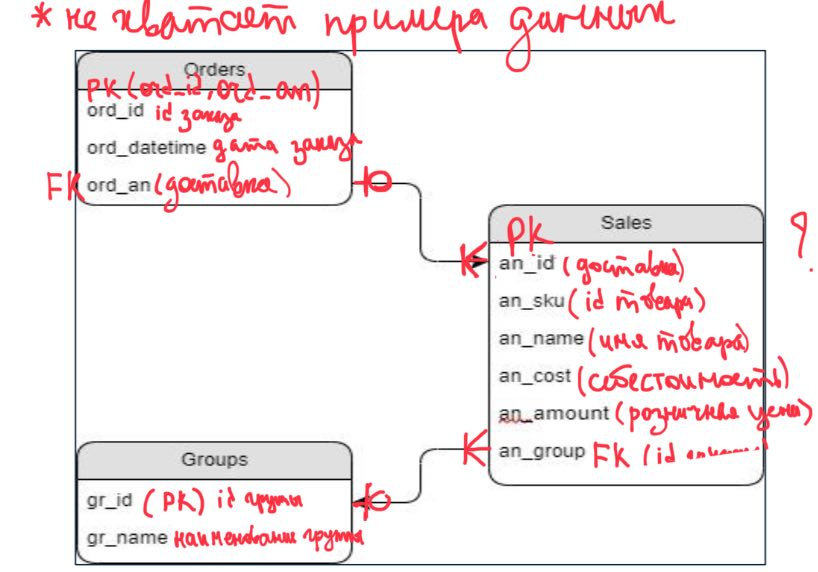 * не хватает примера данных
Orders
PK (ord_id, ord_an)
ord_id id заказа
ord_datetime дата заказа
FK ord_an (доставка)
Sales
PK
an_id (доставка) ?
an_sku (id товара)
an_name (имя товара)
an_cost (себестоимость)
an_amount (розничная цена)
an_group FK (id
Groups
gr_id (PK) id группы
gr_name наименование группы